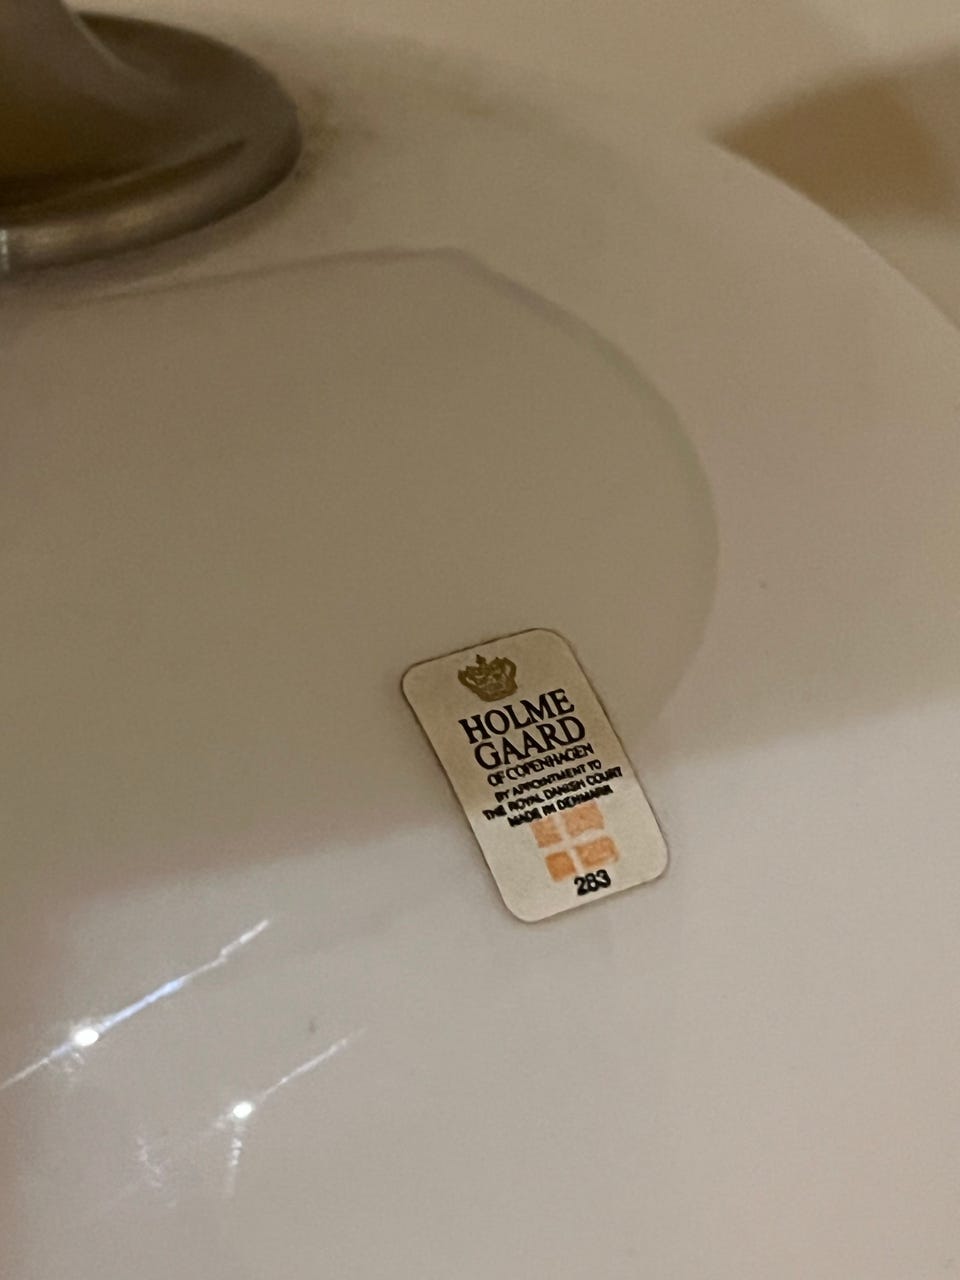 HOLME
GAARD
OF COPENHAGEN
BY APPOINTMENT TO
THE ROYAL DANISH COURT
MADE IN DENMARK
283